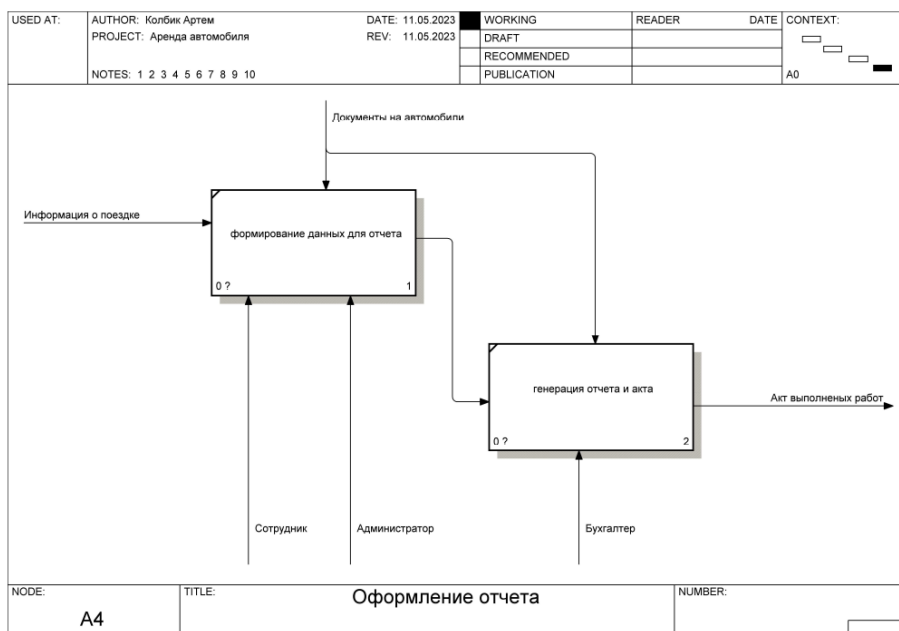 USED AT:
AUTHOR: Колбик Артем
DATE: 11.05.2023
WORKING
READER
DATE
CONTEXT:
PROJECT: Аренда автомобиля
REV: 11.05.2023
DRAFT
RECOMMENDED
NOTES: 1 2 3 4 5 6 7 8 9 10
PUBLICATION
A0
Документы на автомобили
Информация о поездке
формирование данных для отчета
0 ?
1
генерация отчета и акта
Акт выполненых работ
0 ?
2
Сотрудник
Администратор
Бухгалтер
NODE:
TITLE:
Оформление отчета
NUMBER:
A4